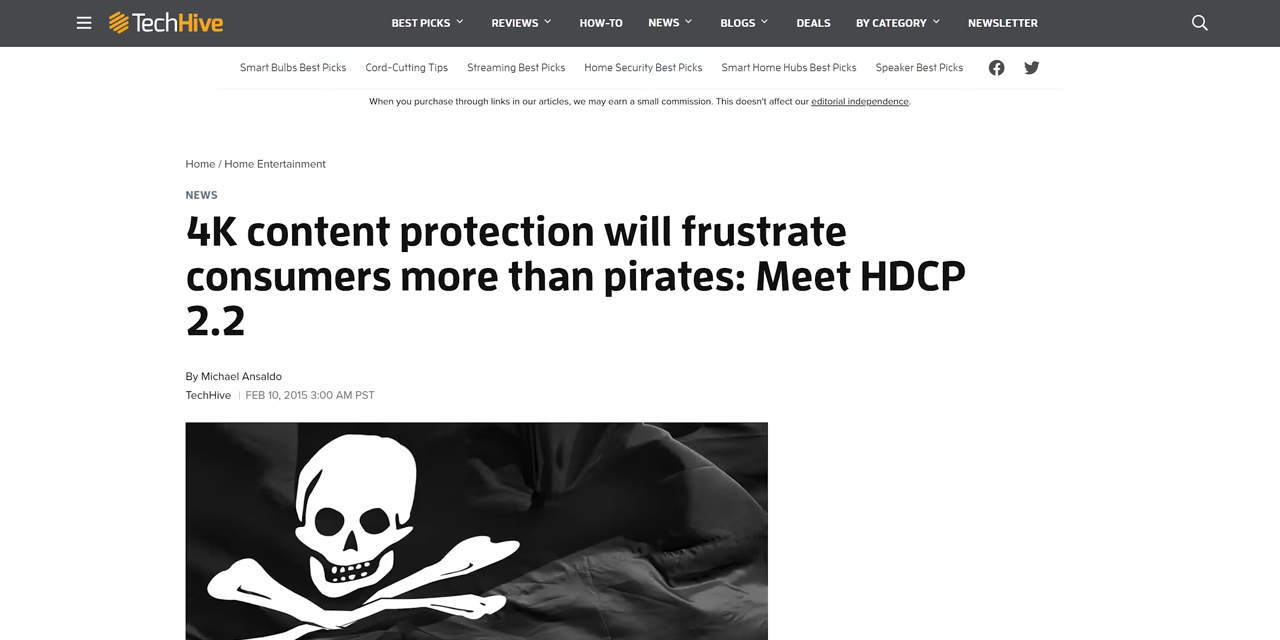 TechHive
BEST PICKS
REVIEWS
HOW-TO
NEWS
BLOGS
DEALS
BY CATEGORY
NEWSLETTER
Smart Bulbs Best Picks
Cord-Cutting Tips
Streaming Best Picks
Home Security Best Picks
Smart Home Hubs Best Picks
Speaker Best Picks
When you purchase through links in our articles, we may earn a small commission. This doesn't affect our editorial independence.
Home / Home Entertainment
NEWS
4K content protection will frustrate
consumers more than pirates: Meet HDCP
2.2
By Michael Ansaldo
TechHive | FEB 10, 2015 3:00 AM PST